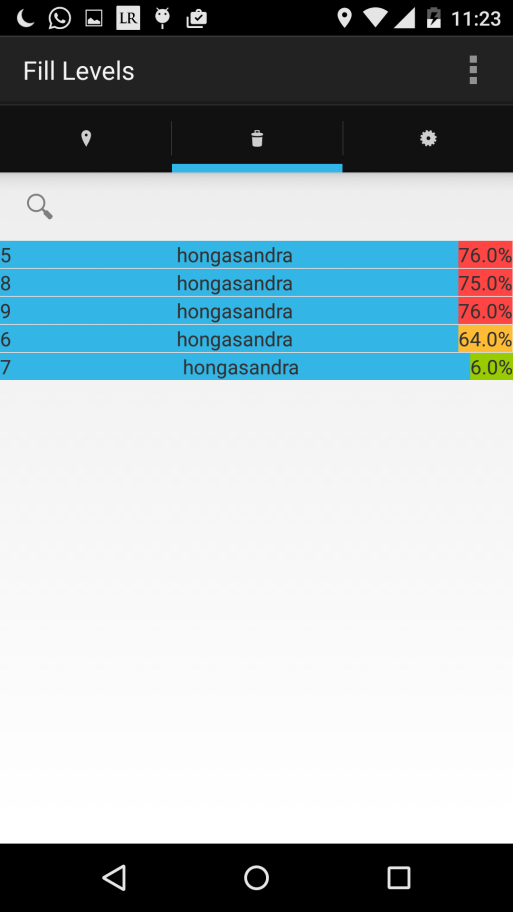 LR 11:23
Fill Levels
5 hongasandra 76.0%
8 hongasandra 75.0%
9 hongasandra 76.0%
6 hongasandra 64.0%
7 hongasandra 6.0%